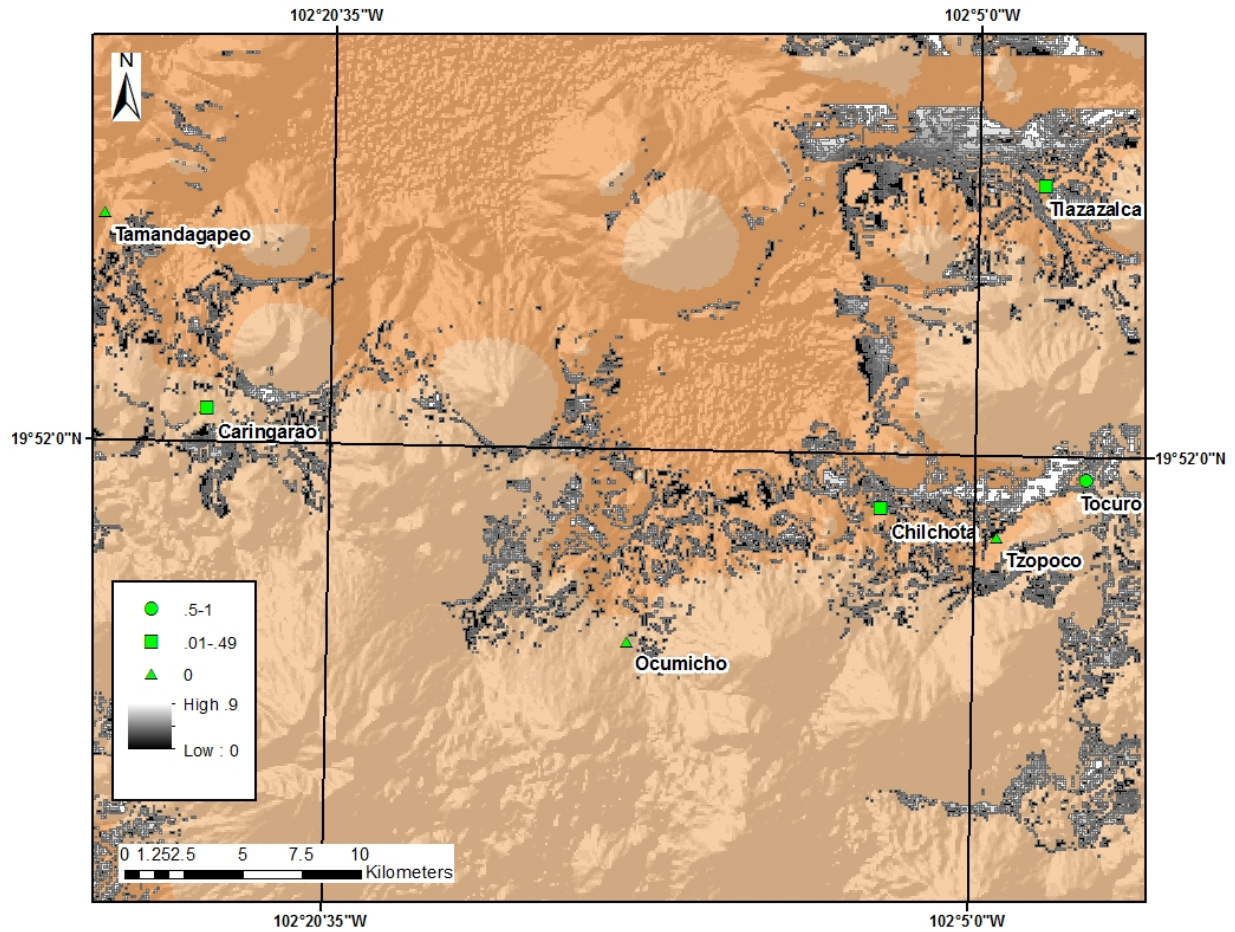 102°20'35"W
102°5'0"W
N
Tlazazalca
Tamandagapeo
Caringarao
19°52'0"N
19°52'0"N
Tocuro
Chilchota
Tzopoco
.5-1
.01-.49
0
Ocumicho
High .9
Low : 0
0 1.252.5 5 7.5 10
Kilometers
102°20'35"W
102°5'0"W